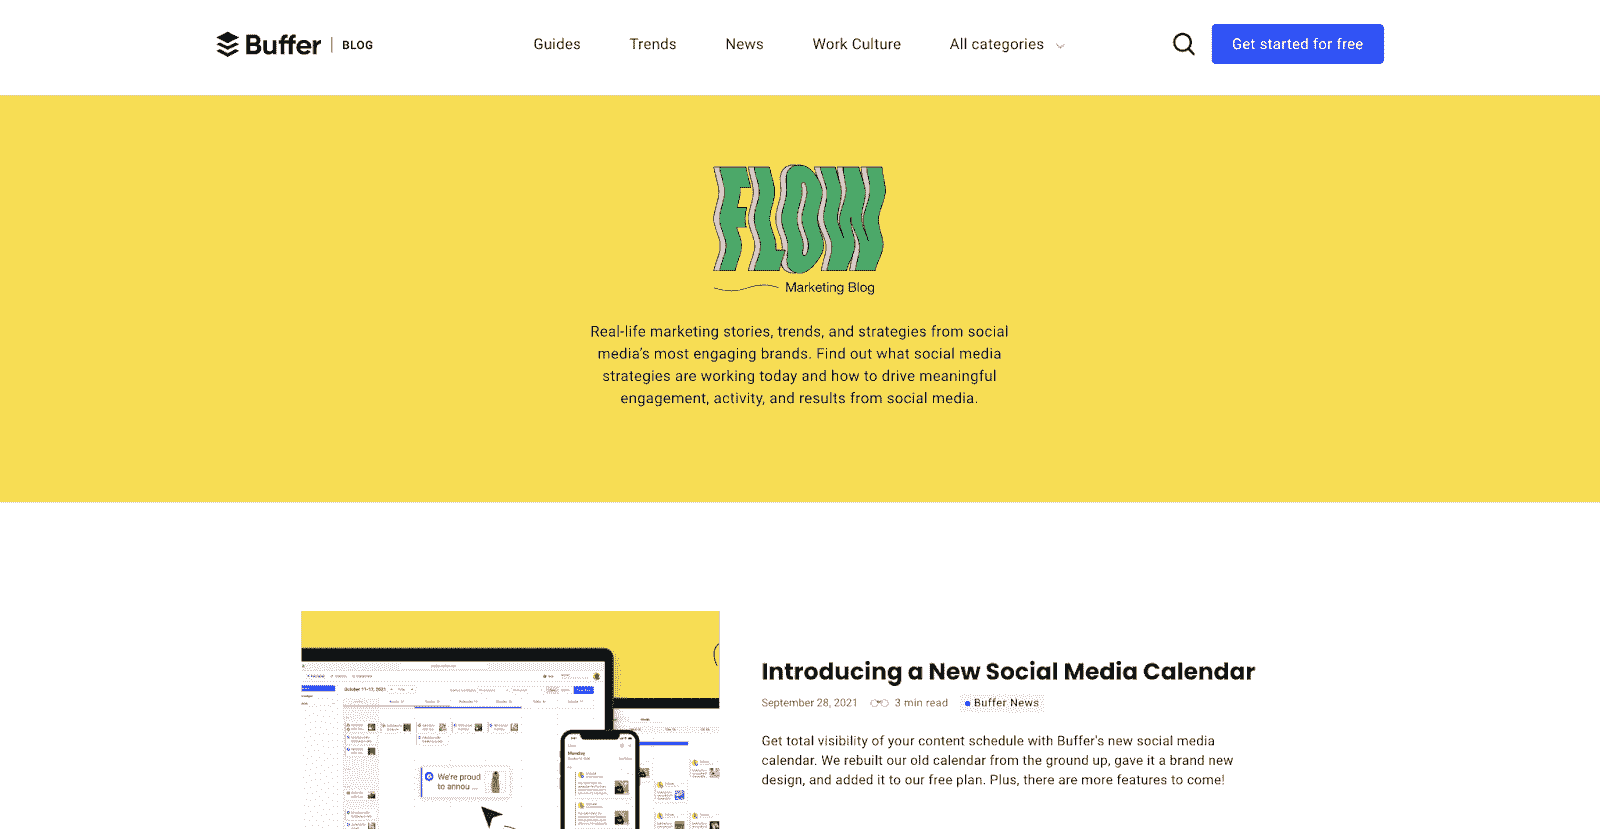 Buffer | BLOG
Guides Trends News Work Culture All categories
Get started for free
FLOW
Marketing Blog
Real-life marketing stories, trends, and strategies from social
media’s most engaging brands. Find out what social media
strategies are working today and how to drive meaningful
engagement, activity, and results from social media.
Introducing a New Social Media Calendar
September 28, 2021 3 min read Buffer News
Get total visibility of your content schedule with Buffer's new social media
calendar. We rebuilt our old calendar from the ground up, gave it a brand new
design, and added it to our free plan. Plus, there are more features to come!
We're proud
to annou ...
Monday